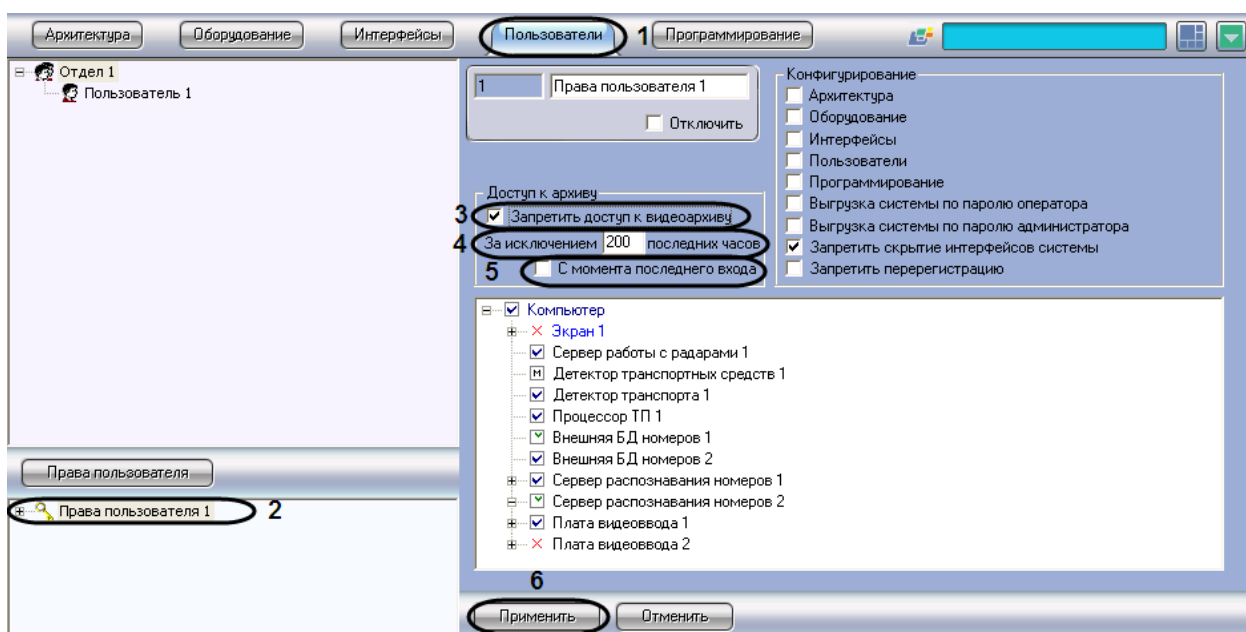 Архитектура
Оборудование
Интерфейсы
Пользователи
1
Программирование
Отдел 1
Пользователь 1
Права пользователя
Права пользователя 1
2
1
Права пользователя 1
Отключить
Доступ к архиву
3
Запретить доступ к видеоархиву
4
За исключением 200 последних часов
5
С момента последнего входа
Конфигурирование
Архитектура
Оборудование
Интерфейсы
Пользователи
Программирование
Выгрузка системы по паролю оператора
Выгрузка системы по паролю администратора
Запретить скрытие интерфейсов системы
Запретить перерегистрацию
Компьютер
Экран 1
Сервер работы с радарами 1
М Детектор транспортных средств 1
Детектор транспорта 1
Процессор ТП 1
Внешняя БД номеров 1
Внешняя БД номеров 2
Сервер распознавания номеров 1
Сервер распознавания номеров 2
Плата видеоввода 1
Плата видеоввода 2
6
Применить
Отменить